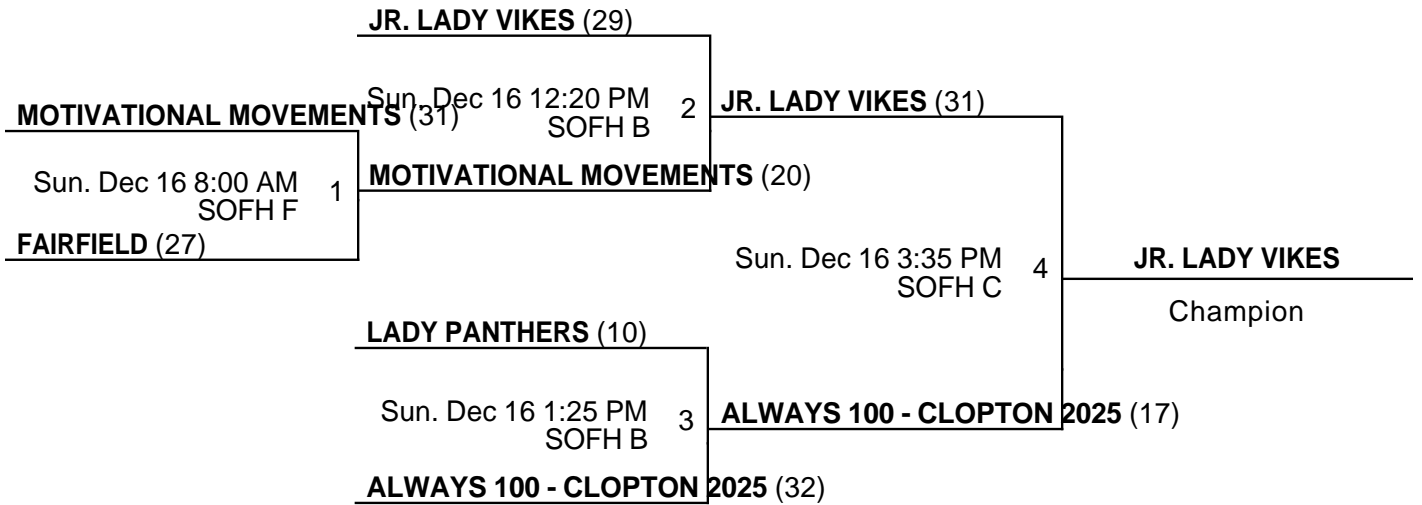 JR. LADY VIKES (29)
Sun. Dec 16 12:20 PM
SOFH B
2
JR. LADY VIKES (31)
MOTIVATIONAL MOVEMENTS (31)
Sun. Dec 16 8:00 AM
SOFH F
1
MOTIVATIONAL MOVEMENTS (20)
FAIRFIELD (27)
Sun. Dec 16 3:35 PM
SOFH C
4
JR. LADY VIKES
Champion
LADY PANTHERS (10)
Sun. Dec 16 1:25 PM
SOFH B
3
ALWAYS 100 - CLOPTON 2025 (17)
ALWAYS 100 - CLOPTON 2025 (32)